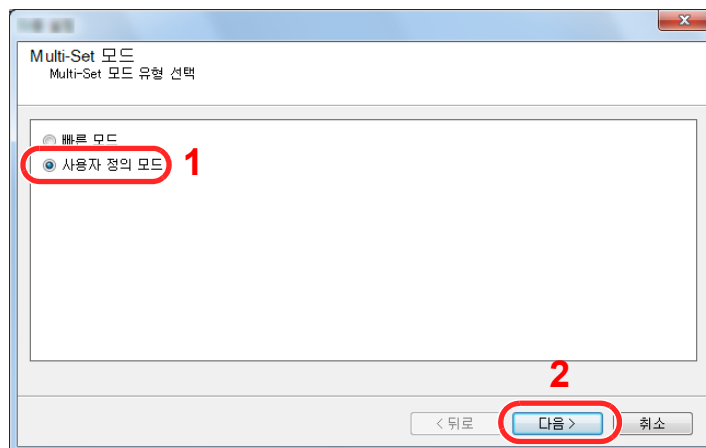 Multi-Set 모드
Multi-Set 모드 유형 선택
빠른 모드
사용자 정의 모드 1
2
< 뒤로 다음 > 취소